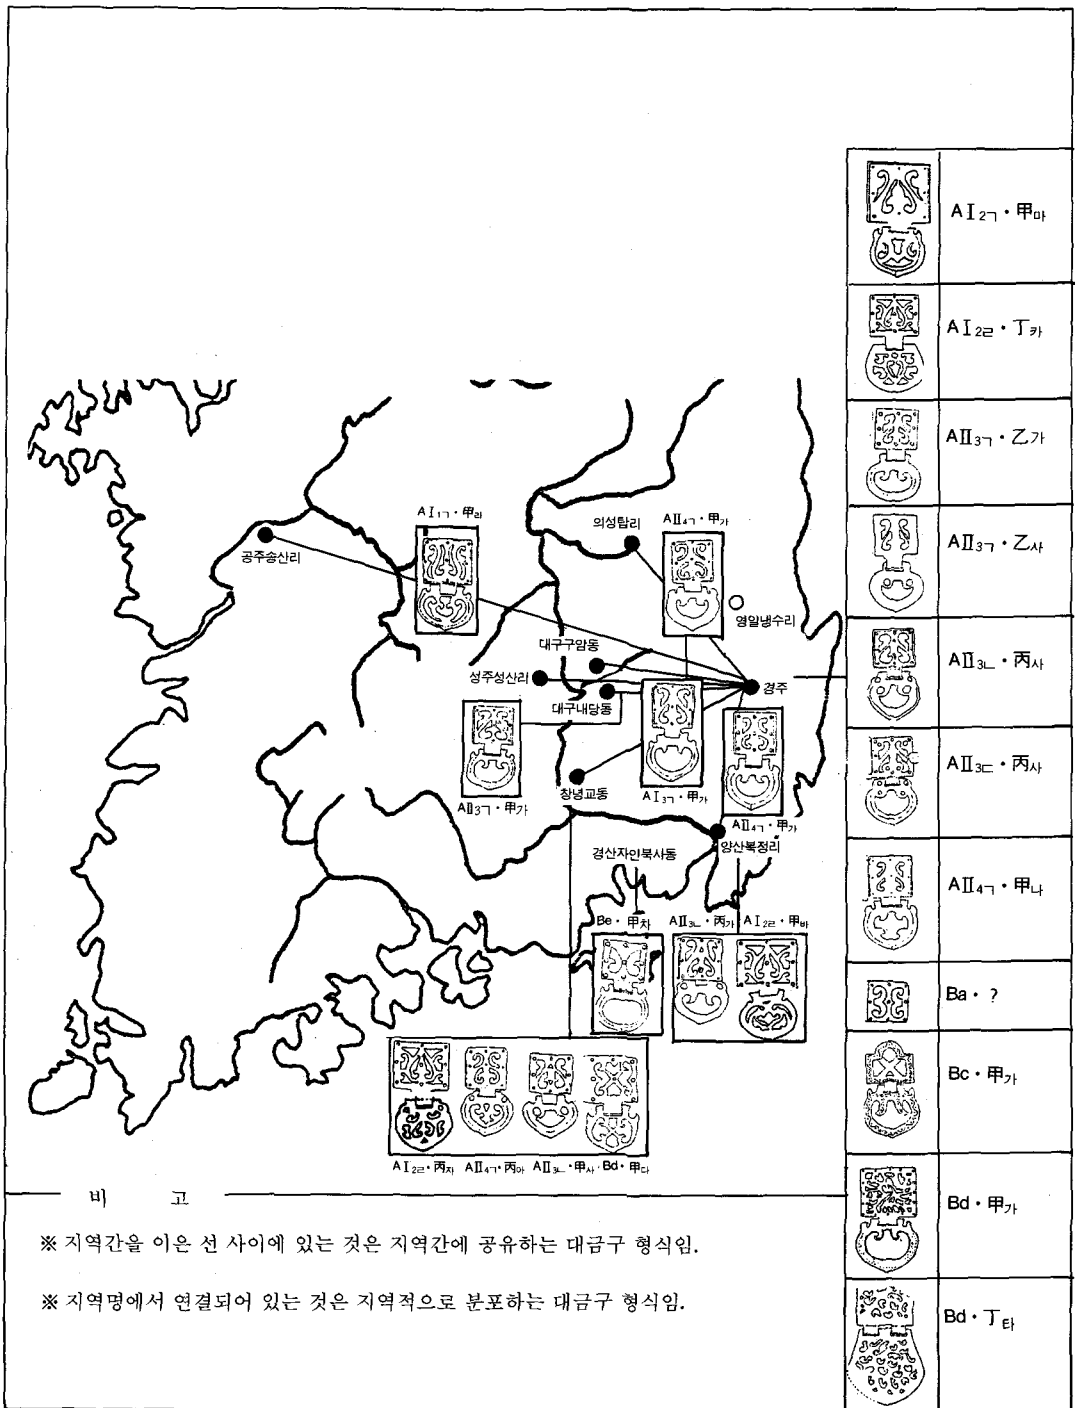 AⅠ2ㄱ·甲마
AⅠ2ㄹ·丁카
AⅡ3ㄱ·乙가
AⅡ3ㄱ·乙사
AⅡ3ㄴ·丙사
AⅡ3ㄷ·丙사
AⅡ4ㄱ·甲나
Ba·?
Bc·甲가
Bd·甲가
Bd·丁타
AⅠ1ㄱ·甲라
의성탑리
AⅡ4ㄱ·甲가
공주송산리
영일냉수리
대구구암동
성주성산리
경주
대구내당동
창녕교동
AⅡ3ㄱ·甲가
AⅠ3ㄱ·甲가
AⅡ4ㄱ·甲가
양산북정리
경산자인북사동
Be·甲차
AⅡ3ㄴ·丙가 AⅠ2ㄹ·甲바
AⅠ2ㄹ·丙자 AⅡ4ㄱ·丙아 AⅡ3ㄴ·甲사 Bd·甲다
비 고
※ 지역간을 이은 선 사이에 있는 것은 지역간에 공유하는 대금구 형식임.
※ 지역명에서 연결되어 있는 것은 지역적으로 분포하는 대금구 형식임.